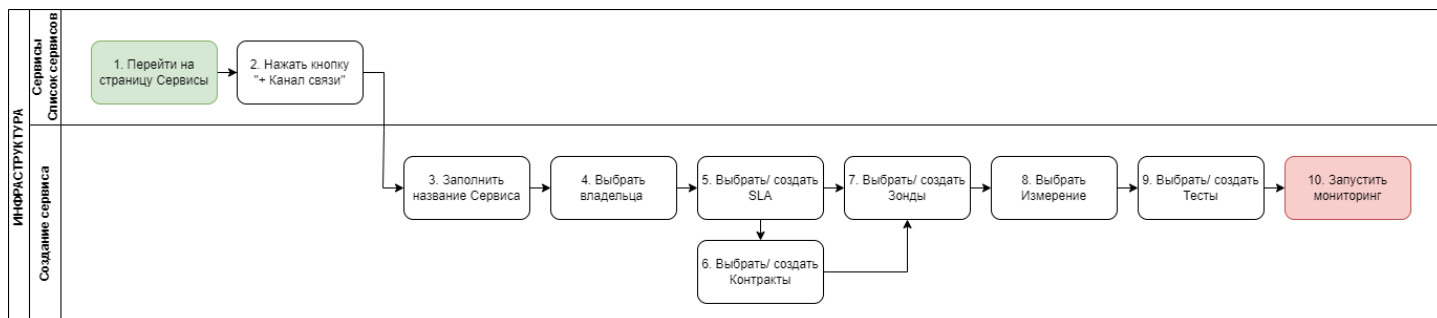 ИНФРАСТРУКТУРА
Сервисы
Список сервисов
1. Перейти на
страницу Сервисы
2. Нажать кнопку
"+ Канал связи"
Создание сервиса
3. Заполнить
название Сервиса
4. Выбрать
владельца
5. Выбрать/ создать
SLA
6. Выбрать/ создать
Контракты
7. Выбрать/ создать
Зонды
8. Выбрать
Измерение
9. Выбрать/ создать
Тесты
10. Запустить
мониторинг